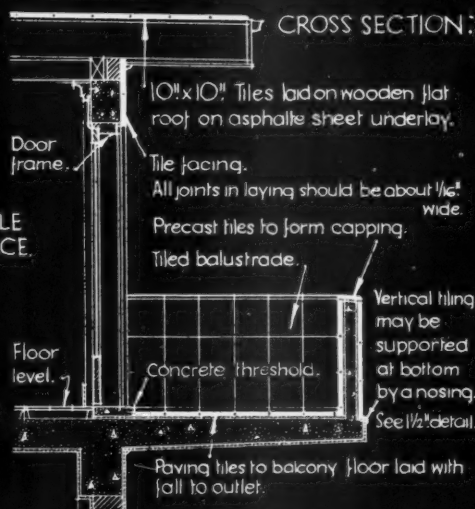 CROSS SECTION.
10"x10" Tiles laid on wooden flat
roof on asphalte sheet underlay.
Door
frame.
Tile facing.
All joints in laying should be about 1/16"
wide.
LE
CE.
Precast tiles to form capping.
Tiled balustrade.
Vertical tiling
may be
supported
at bottom
by a nosing.
See 1½" detail.
Floor
level.
Concrete threshold.
Paving tiles to balcony floor laid with
fall to outlet.